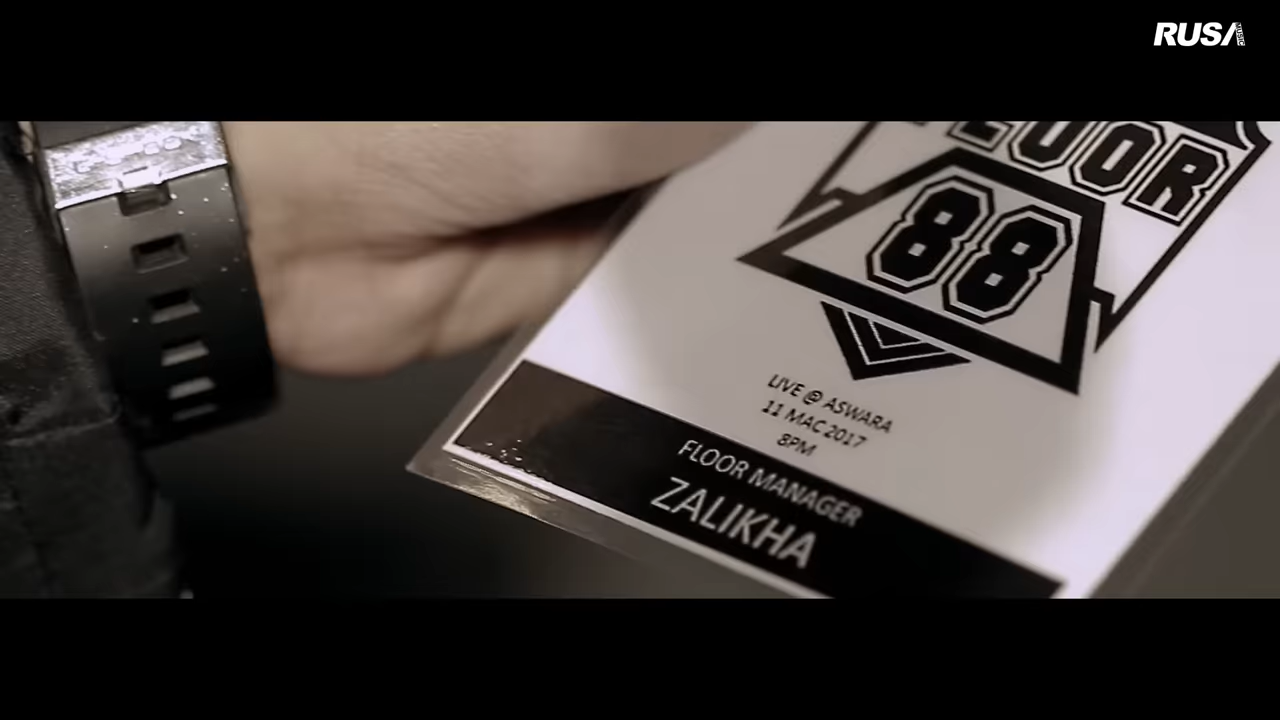 RUSA
FLOOR
88
LIVE @ ASWARA
11 MAC 2017
8PM
FLOOR MANAGER
ZALIKHA